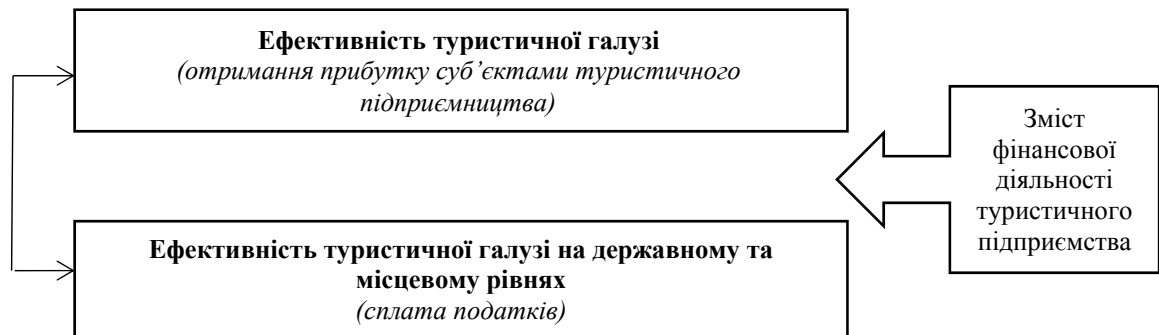 Ефективність туристичної галузі
(отримання прибутку суб’єктами туристичного
підприємництва)
Зміст
фінансової
діяльності
туристичного
підприємства
Ефективність туристичної галузі на державному та
місцевому рівнях
(сплата податків)